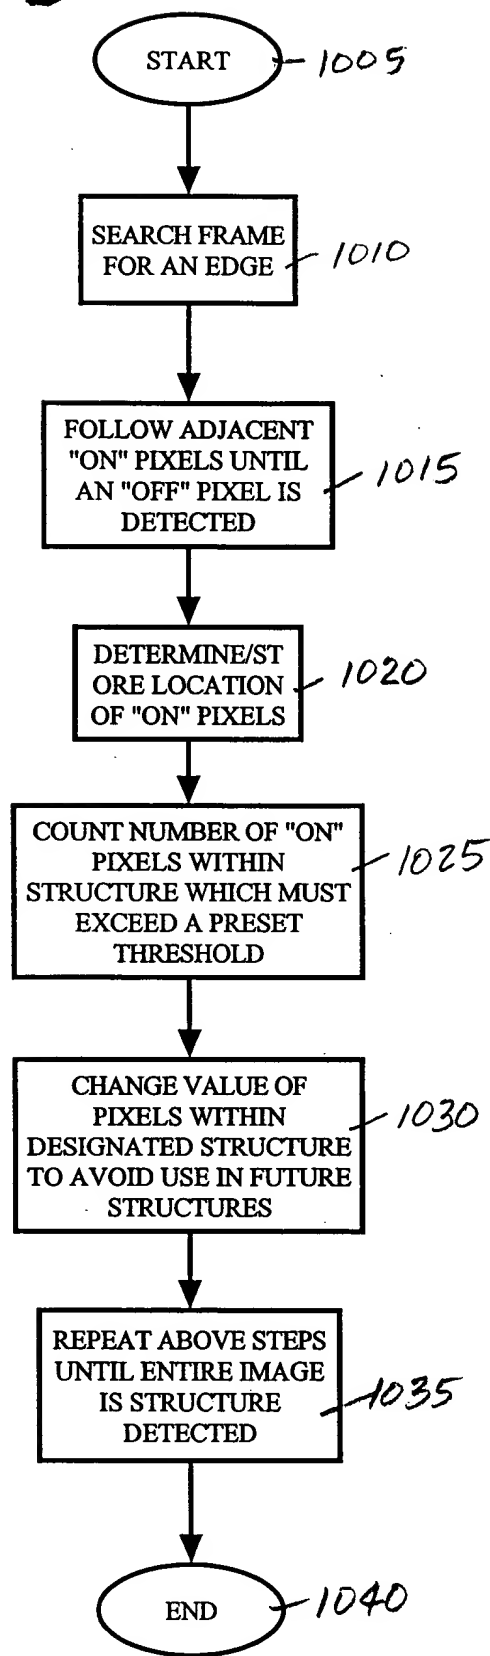 START
1005
SEARCH FRAME
FOR AN EDGE
1010
FOLLOW ADJACENT
"ON" PIXELS UNTIL
AN "OFF" PIXEL IS
DETECTED
1015
DETERMINE/ST
ORE LOCATION
OF "ON" PIXELS
1020
COUNT NUMBER OF "ON"
PIXELS WITHIN
STRUCTURE WHICH MUST
EXCEED A PRESET
THRESHOLD
1025
CHANGE VALUE OF
PIXELS WITHIN
DESIGNATED STRUCTURE
TO AVOID USE IN FUTURE
STRUCTURES
1030
REPEAT ABOVE STEPS
UNTIL ENTIRE IMAGE
IS STRUCTURE
DETECTED
1035
END
1040